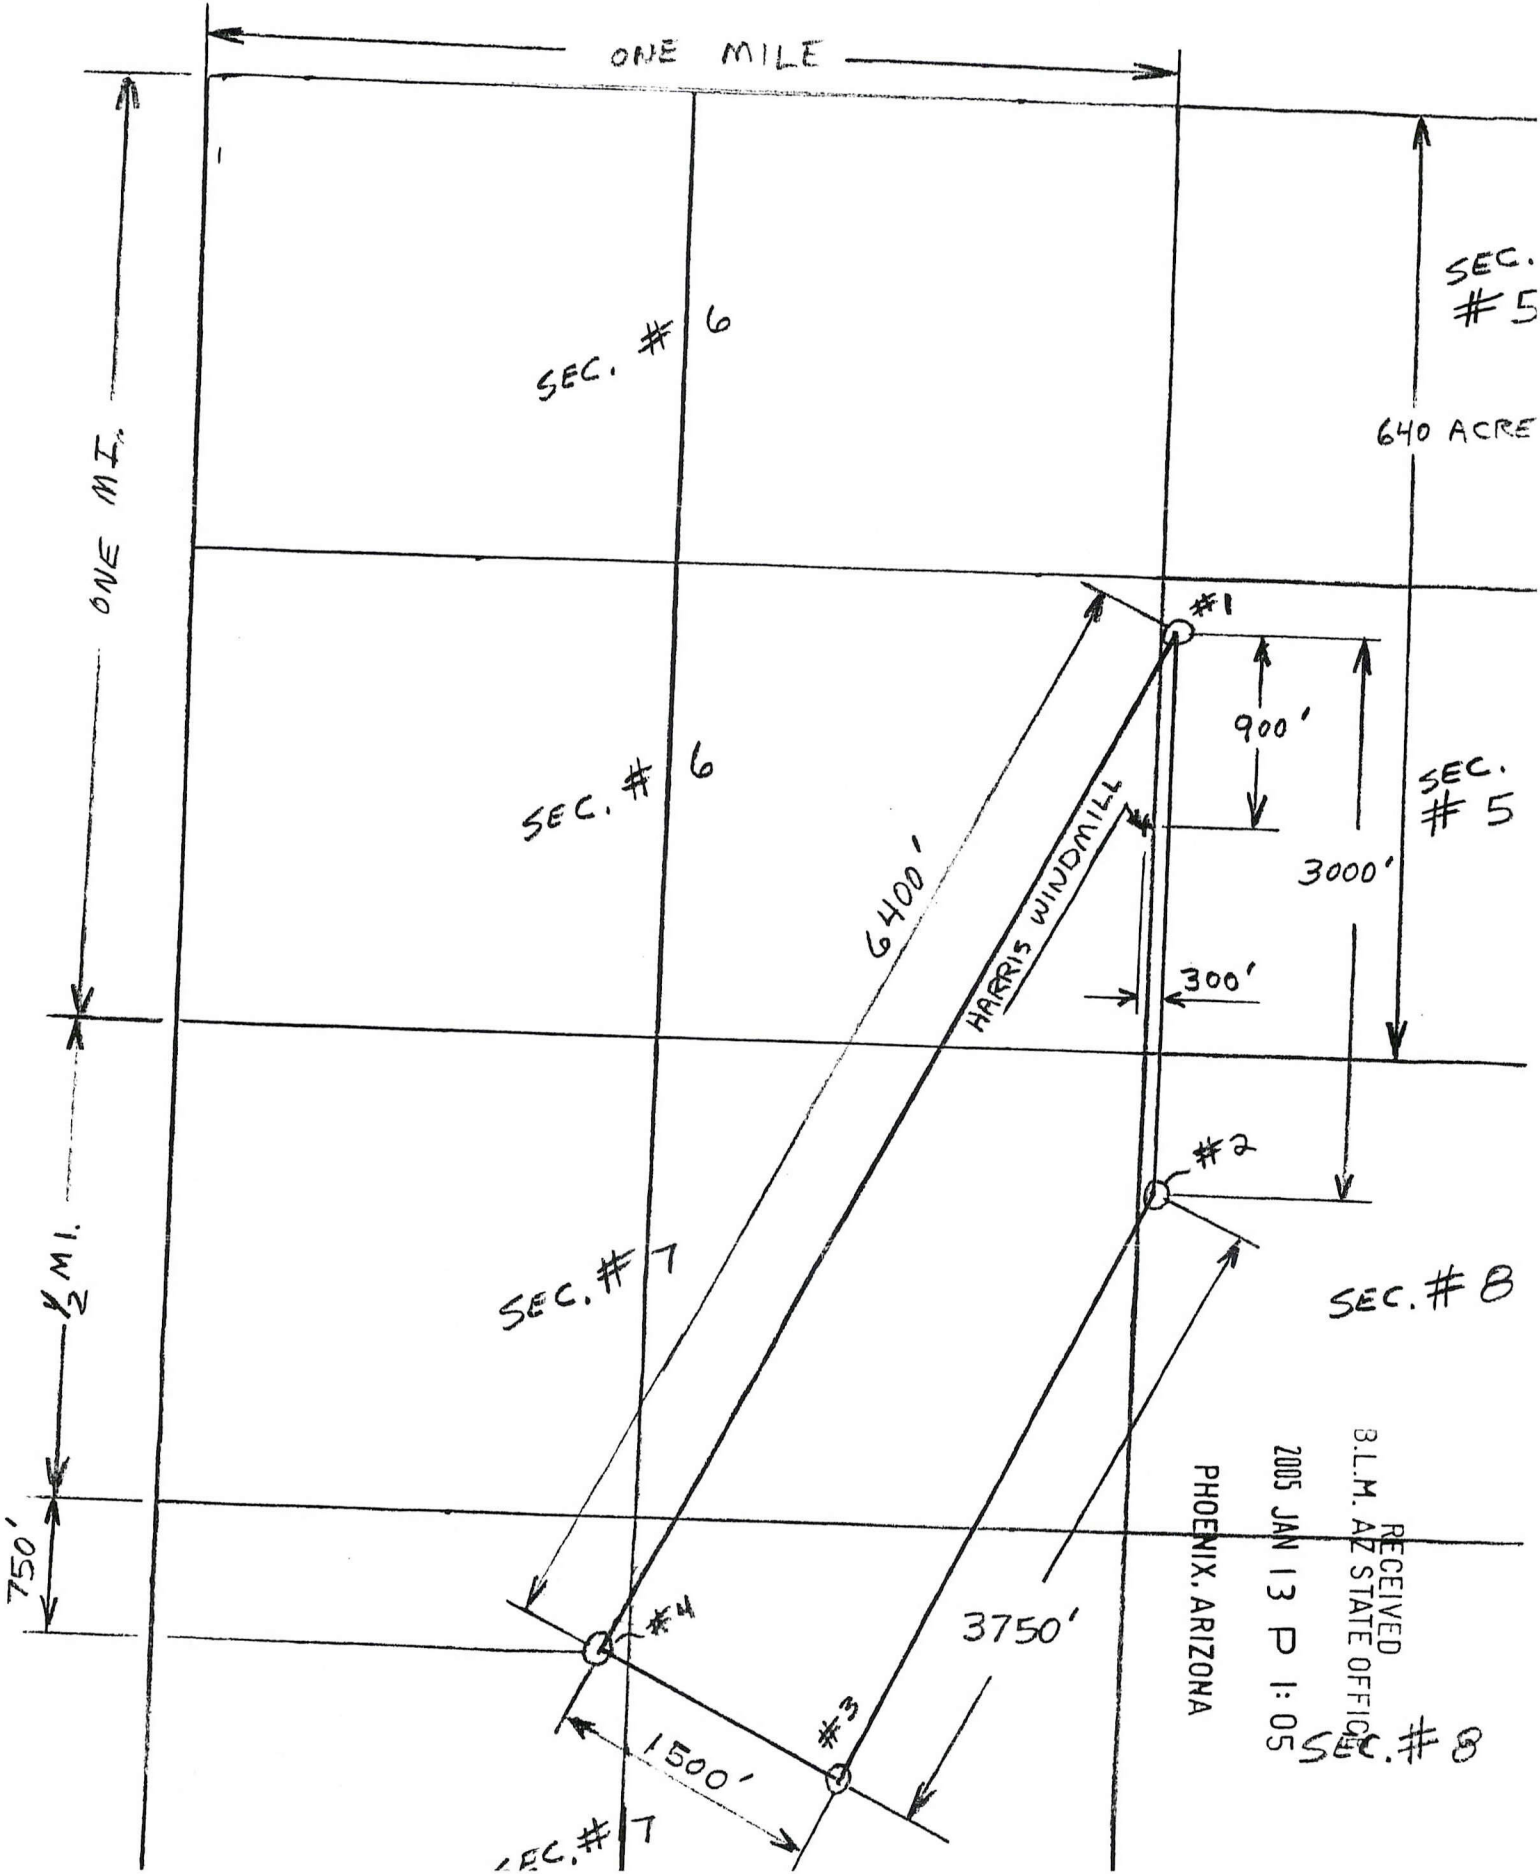 ONE MILE
SEC.
# 5
SEC. # 6
640 ACRE
ONE MI.
#1
900'
SEC. # 6
SEC.
# 5
HARRIS WINDMILL
3000'
6400'
300'
#2
SEC. # 7
SEC. # 8
1/2 MI.
RECEIVED
B.L.M. AZ STATE OFFICE
2005 JAN 13 P 1:05
PHOENIX, ARIZONA
750'
#4
3750'
#3
SEC. # 8
1500'
SEC. # 7